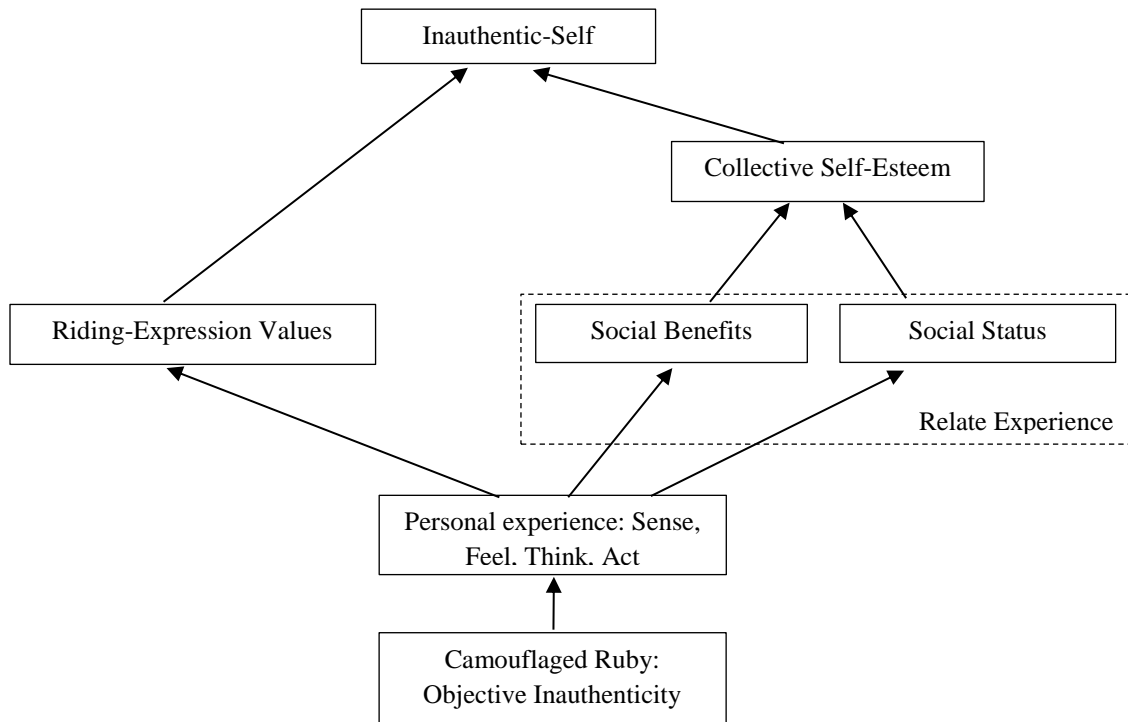 Inauthentic-Self
Collective Self-Esteem
Riding-Expression Values
Social Benefits
Social Status
Relate Experience
Personal experience: Sense,
Feel, Think, Act
Camouflaged Ruby:
Objective Inauthenticity